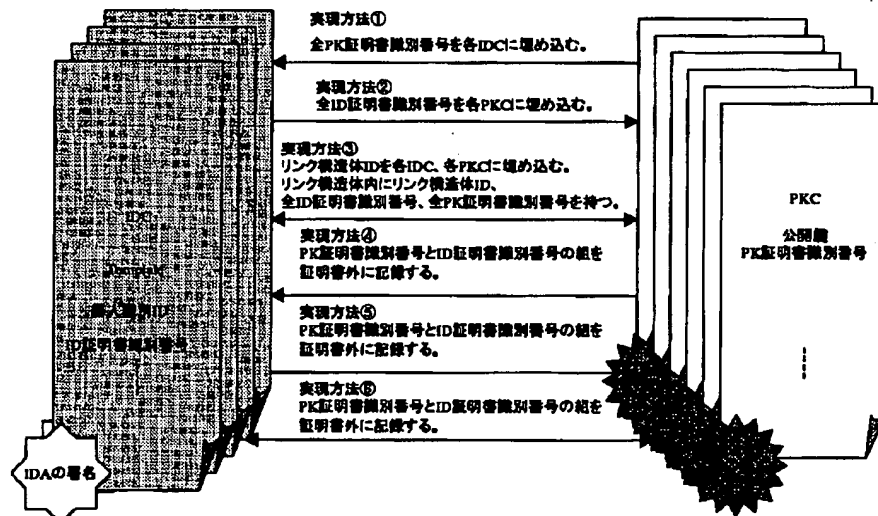 実現方法①
全PK証明書識別番号を各IDCに埋め込む。
実現方法②
全ID証明書識別番号を各PKCに埋め込む。
実現方法③
リンク構造体IDを各IDC、各PKCに埋め込む。
リンク構造体内にリンク構造体ID、
全ID証明書識別番号、全PK証明書識別番号を持つ。
実現方法④
PK証明書識別番号とID証明書識別番号の組を
証明書外に記録する。
実現方法⑤
PK証明書識別番号とID証明書識別番号の組を
証明書外に記録する。
実現方法⑥
PK証明書識別番号とID証明書識別番号の組を
証明書外に記録する。
IDC
Template
個人識別ID
ID証明書識別番号
IDAの署名
PKC
公開鍵
PK証明書識別番号